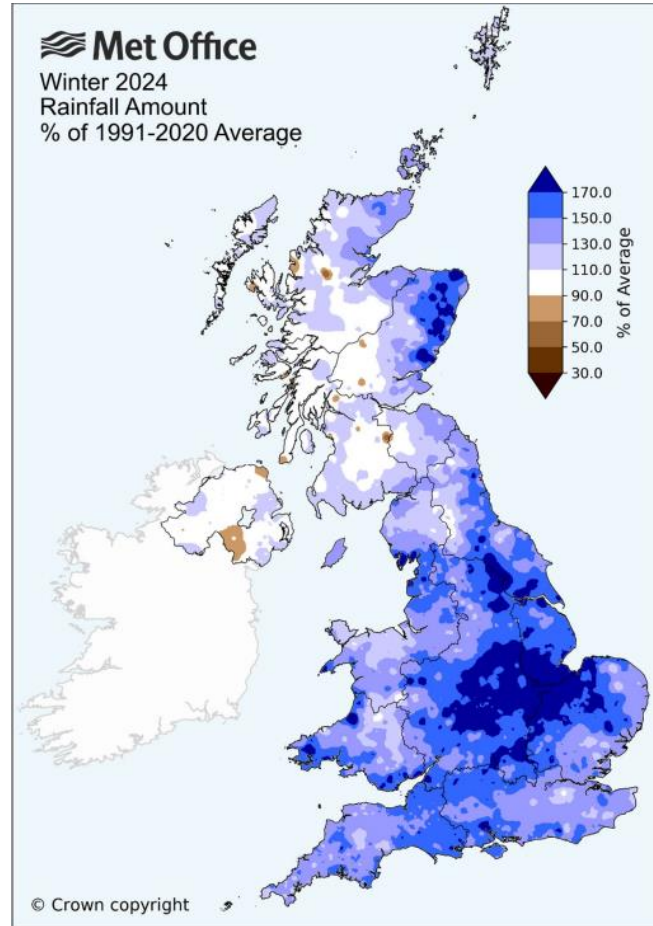 Met Office
Winter 2024
Rainfall Amount
% of 1991-2020 Average
170.0
150.0
130.0
110.0
90.0
70.0
50.0
30.0
% of Average
© Crown copyright